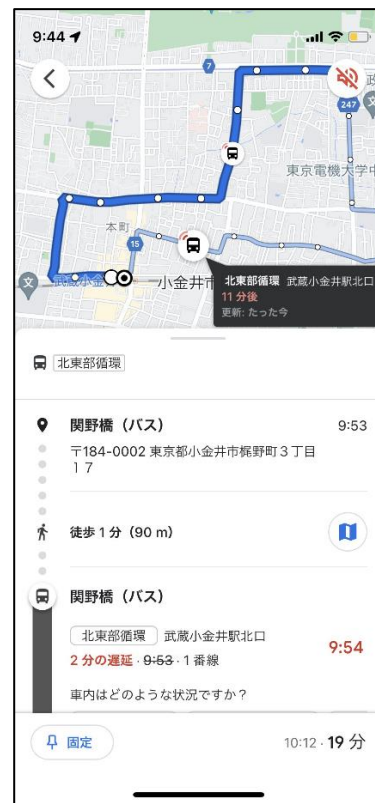 9:44
7
247
東京電機大学中
本町
15
武蔵小金
小金井市
文
北東部循環 武蔵小金井駅北口
11 分後
更新: たった今
北東部循環
関野橋（バス） 9:53
〒184-0002 東京都小金井市梶野町３丁目
１７
徒歩 1 分（90 m）
関野橋（バス）
北東部循環 武蔵小金井駅北口
9:54
2 分の遅延 · 9:53 · 1 番線
車内はどのような状況ですか？
固定 10:12 · 19 分